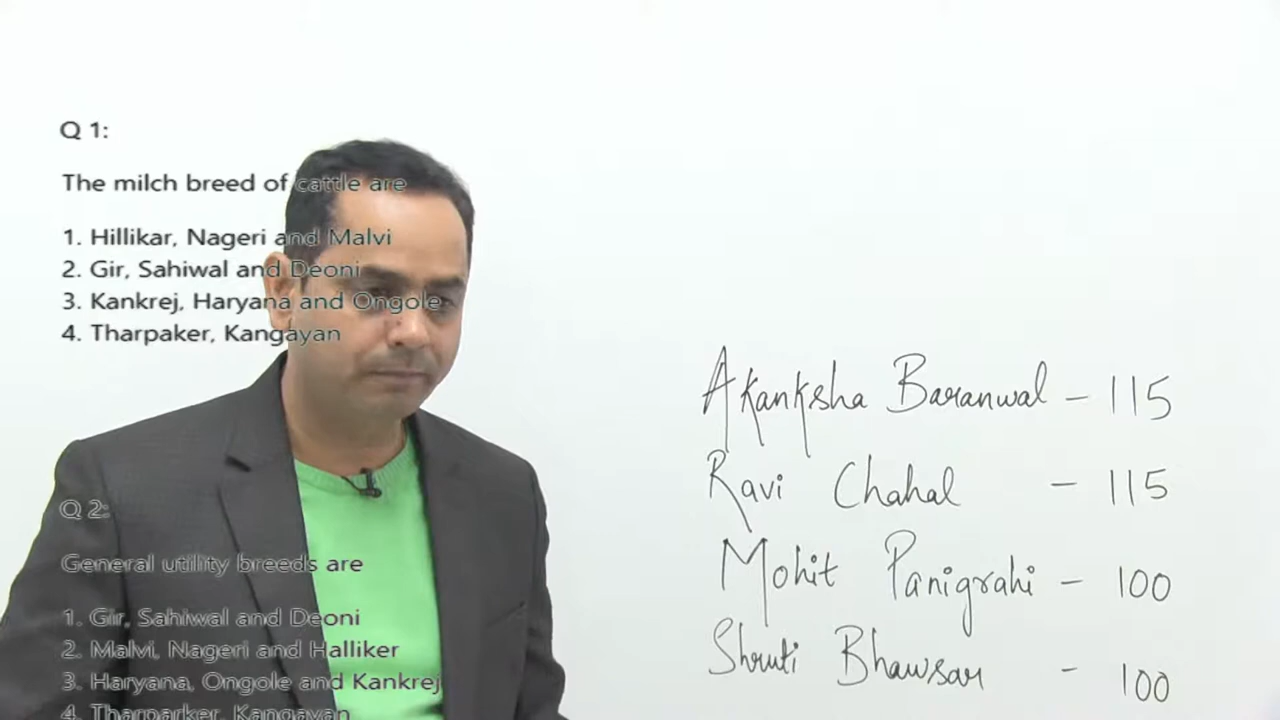 Q 1:
The milch breed of cattle are
1. Hillikar, Nageri and Malvi
2. Gir, Sahiwal and Deoni
3. Kankrej, Haryana and Ongole
4. Tharpaker, Kangayan
Q 2:
General utility breeds are
1. Gir, Sahiwal and Deoni
2. Malvi, Nageri and Halliker
3. Haryana, Ongole and Kankrej
4. Tharparker, Kangayan
Akanksha Baranwal - 115
Ravi Chahal - 115
Mohit Panigrahi - 100
Shruti Bhawsar - 100